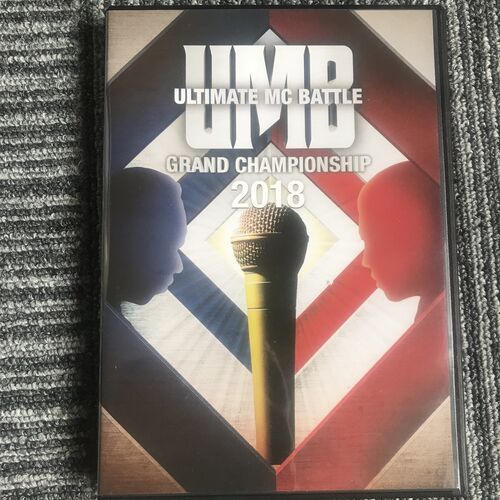 UMB
ULTIMATE MC BATTLE
GRAND CHAMPIONSHIP
2018